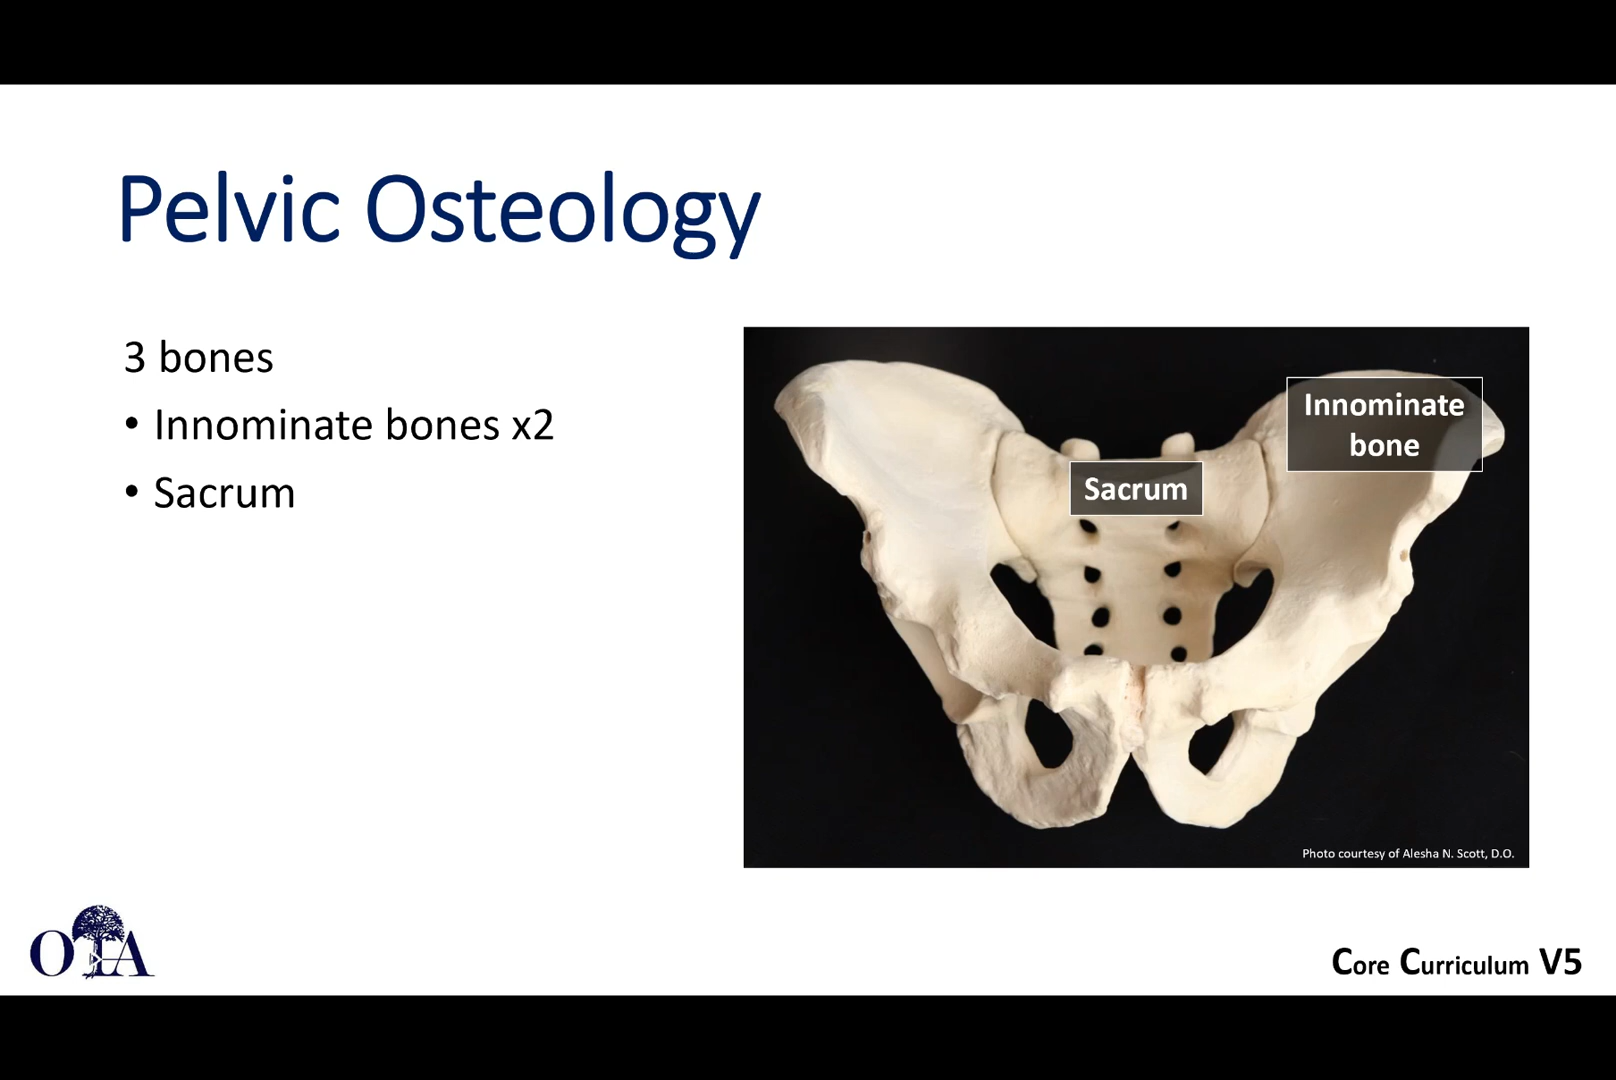 Pelvic Osteology
3 bones
• Innominate bones x2
• Sacrum
Innominate
bone
Sacrum
Photo courtesy of Alesha N. Scott, D.O.
OTA
Core Curriculum V5